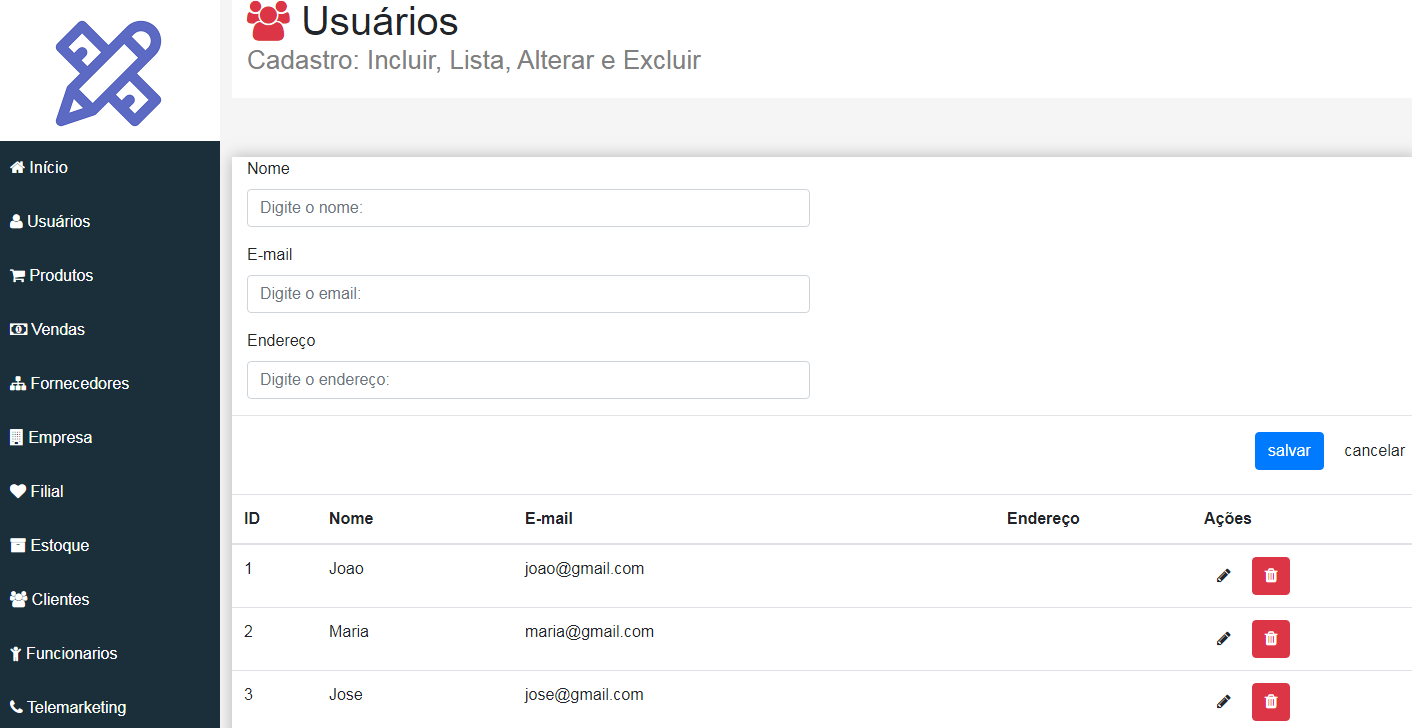 Usuários
Cadastro: Incluir, Lista, Alterar e Excluir
Início
Usuários
Produtos
Vendas
Fornecedores
Empresa
Filial
Estoque
Clientes
Funcionarios
Telemarketing
Nome
Digite o nome:
E-mail
Digite o email:
Endereço
Digite o endereço:
salvar cancelar
ID Nome E-mail Endereço Ações
1 Joao joao@gmail.com
2 Maria maria@gmail.com
3 Jose jose@gmail.com